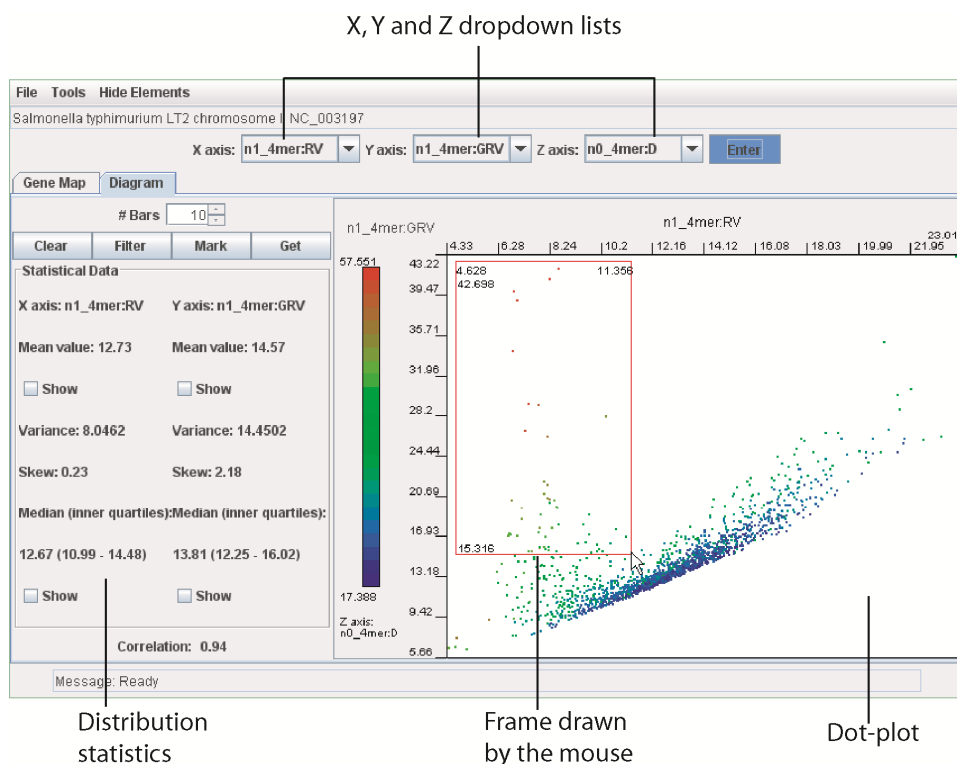 X, Y and Z dropdown lists
File Tools Hide Elements
Salmonella typhimurium LT2 chromosome NC_003197
X axis: n1_4mer:RV Y axis: n1_4mer:GRV Z axis: n0_4mer:D Enter
Gene Map Diagram
# Bars 10
Clear Filter Mark Get
Statistical Data
X axis: n1_4mer:RV Y axis: n1_4mer:GRV
Mean value: 12.73 Mean value: 14.57
Show Show
Variance: 8.0462 Variance: 14.4502
Skew: 0.23 Skew: 2.18
Median (inner quartiles): Median (inner quartiles):
12.67 (10.99 - 14.48) 13.81 (12.25 - 16.02)
Show Show
Correlation: 0.94
n1_4mer:GRV
n1_4mer:RV
23.01
4.33 6.28 8.24 10.2 12.16 14.12 16.08 18.03 19.99 21.95
57.551
17.388
Z axis:
n0_4mer:D
43.22
39.47
35.71
31.96
28.2
24.44
20.69
16.93
13.18
9.42
5.66
4.628 11.356
42.698
15.316
Message: Ready
Distribution
statistics
Frame drawn
by the mouse
Dot-plot